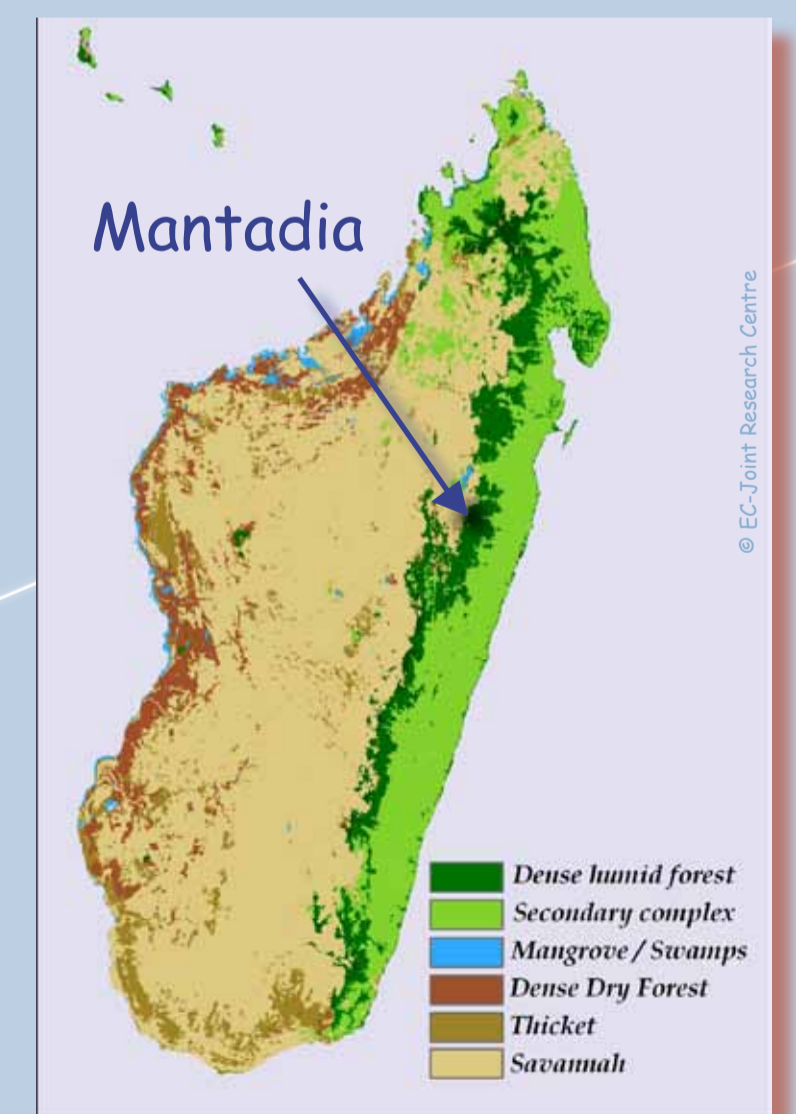 Mantadia
© EC-Joint Research Centre
Dense humid forest
Secondary complex
Mangrove / Swamps
Dense Dry Forest
Thicket
Savannah